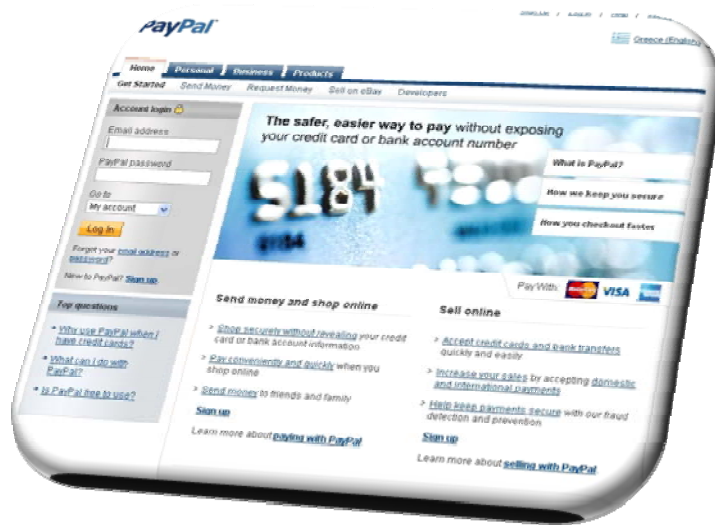 PayPal
Greece (English)
Home Personal Business Products
Get Started Send Money Request Money Sell on eBay Developers
Account login
Email address
PayPal password
Go to
My account
Log In
Forgot your email address or
password?
New to PayPal? Sign up.
Top questions
Why use PayPal when I
have credit cards?
What can I do with
PayPal?
Is PayPal free to use?
The safer, easier way to pay without exposing
your credit card or bank account number
5184
What is PayPal?
How we keep you secure
How you checkout faster
Pay With: VISA
Send money and shop online
> Shop securely without revealing your credit
card or bank account information
> Pay conveniently and quickly when you
shop online
> Send money to friends and family
Sign up
Learn more about paying with PayPal
Sell online
> Accept credit cards and bank transfers
quickly and easily
> Increase your sales by accepting domestic
and international payments
> Help keep payments secure with our fraud
detection and prevention
Sign up
Learn more about selling with PayPal